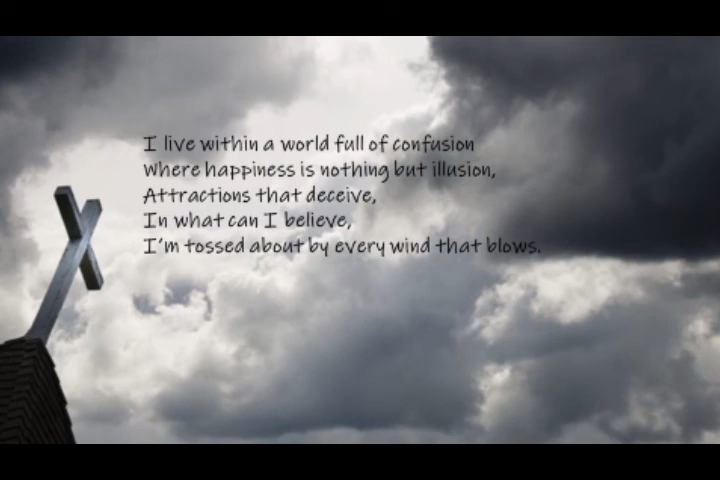 I live within a world full of confusion
Where happiness is nothing but illusion,
Attractions that deceive,
In what can I believe,
I'm tossed about by every wind that blows.